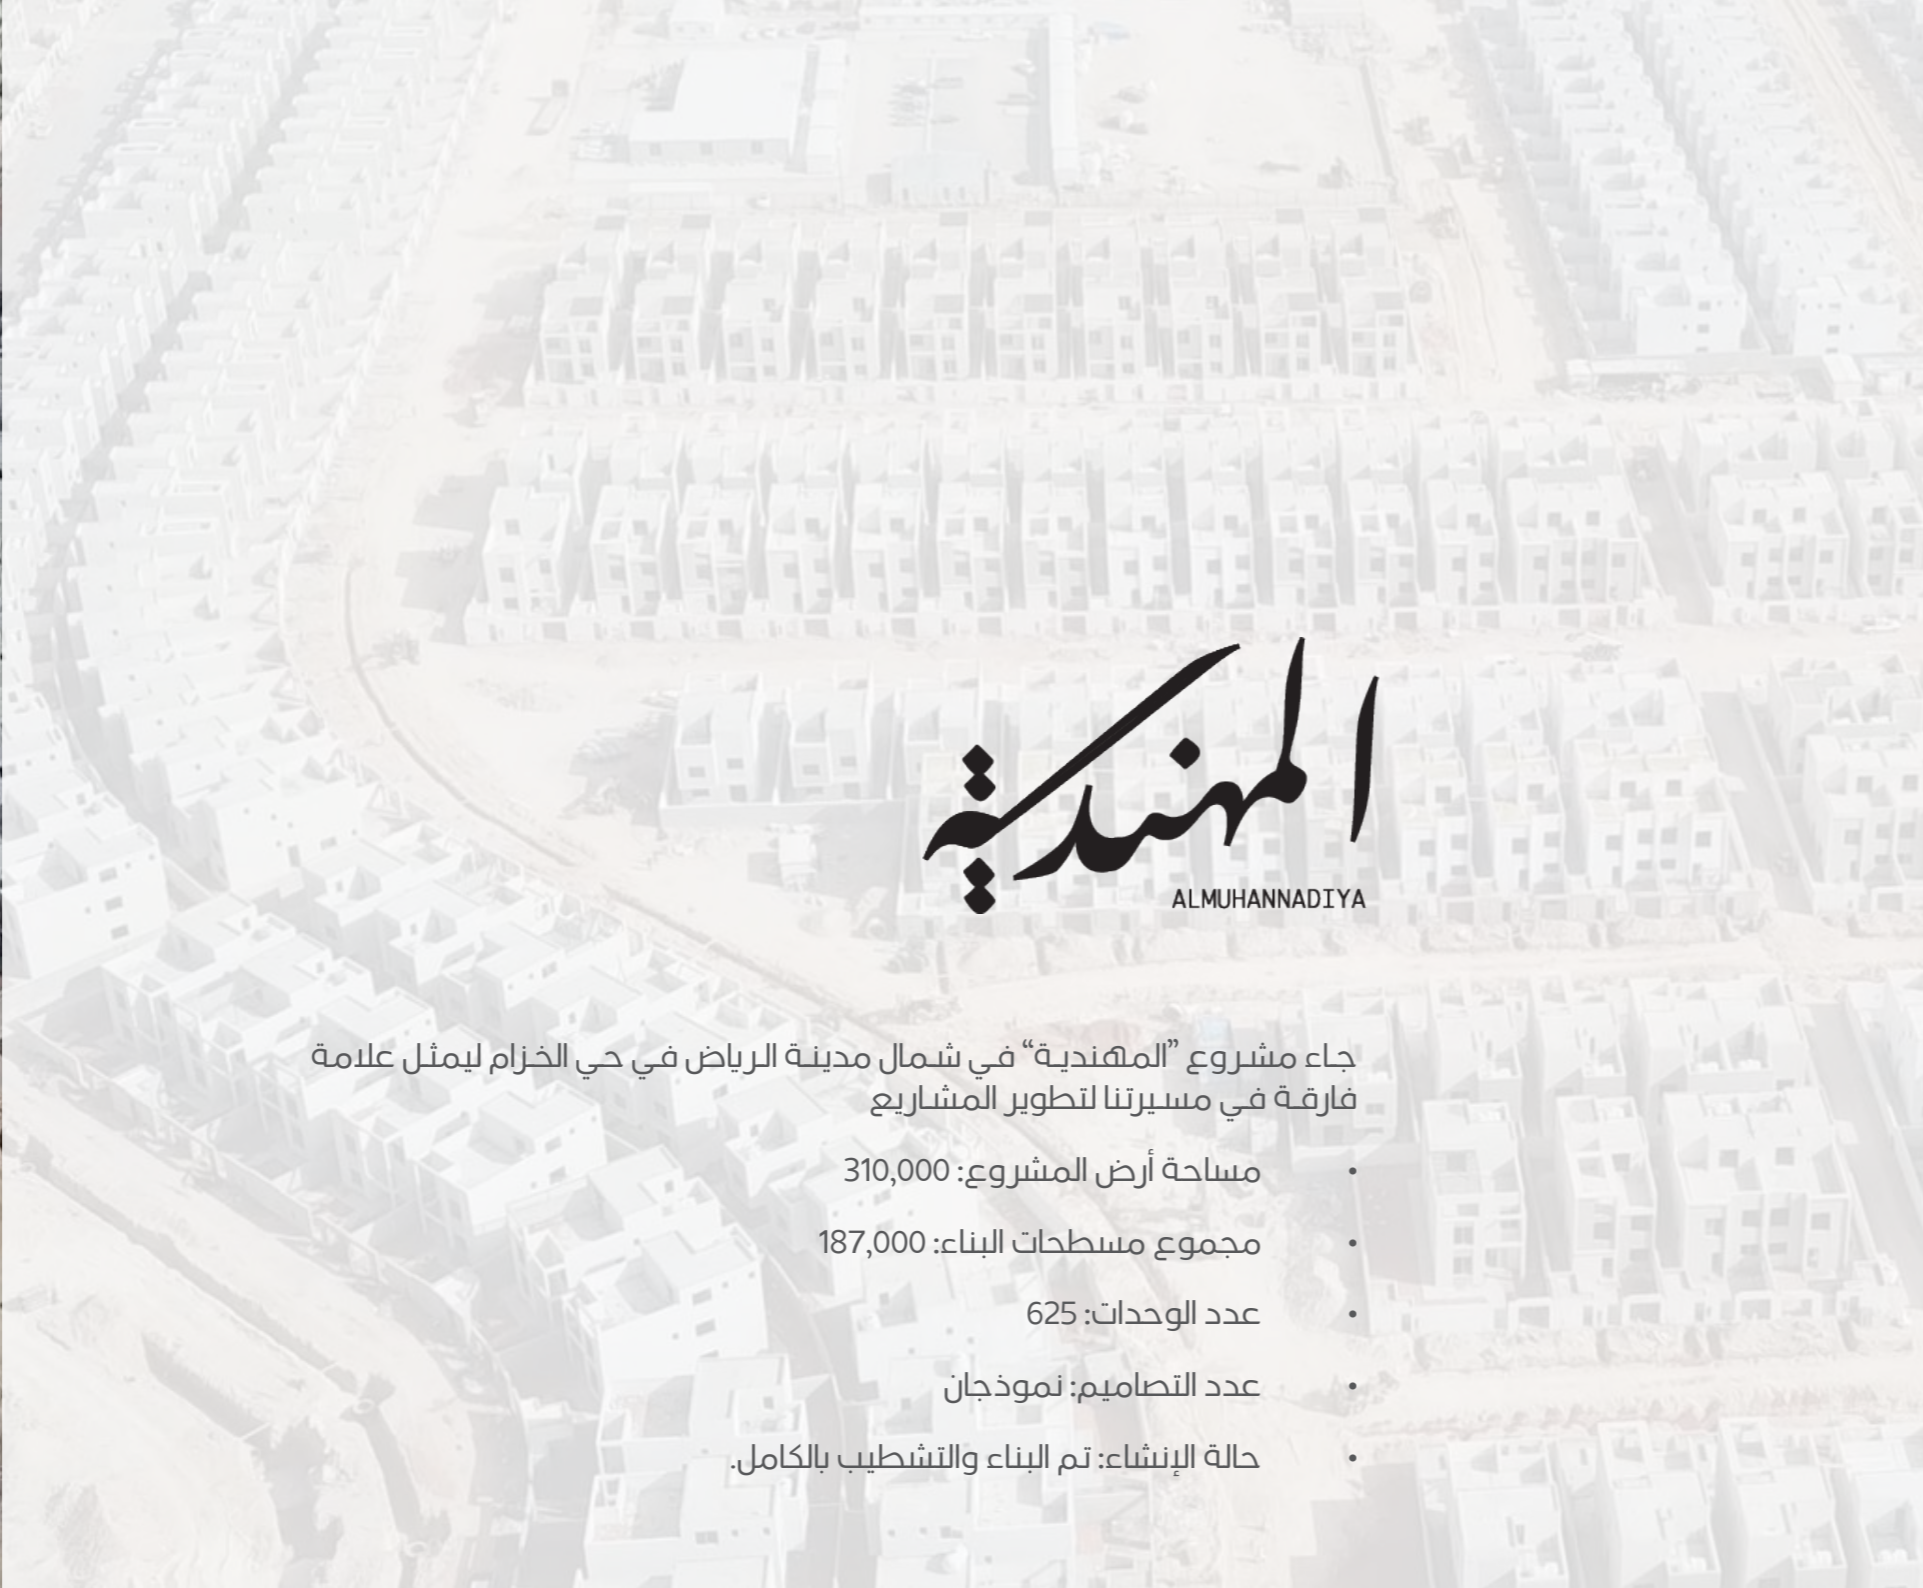 المهندية
ALMUHANNADIYA
جاء مشروع ”المهندية“ في شمال مدينة الرياض في حي الخزام ليمثل علامة
فارقة في مسيرتنا لتطوير المشاريع
• مساحة أرض المشروع: 310,000
• مجموع مسطحات البناء: 187,000
• عدد الوحدات: 625
• عدد التصاميم: نموذجان
• حالة الإنشاء: تم البناء والتشطيب بالكامل.